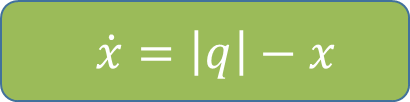 ẋ = |q| − x